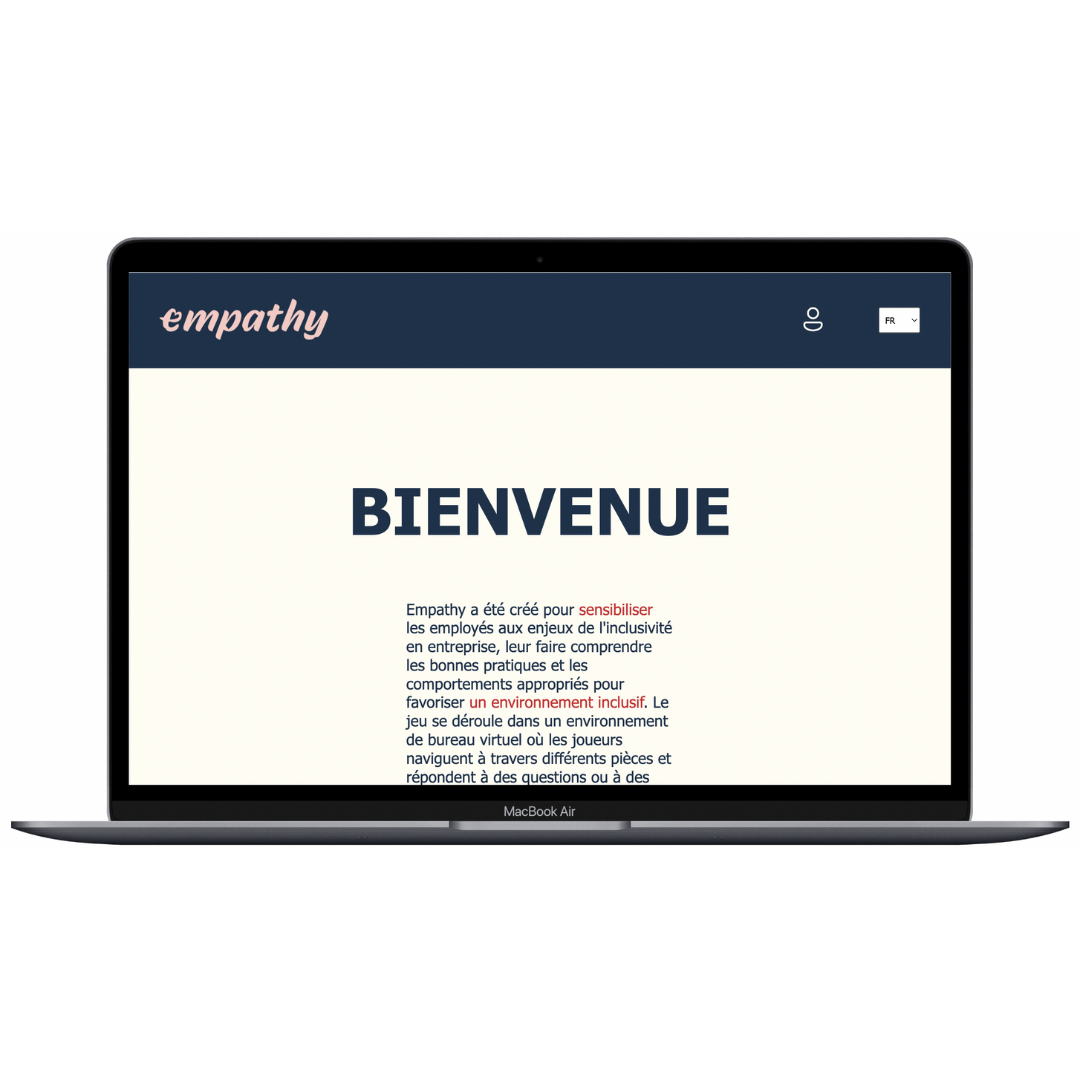 empathy
FR
BIENVENUE
Empathy a été créé pour sensibiliser
les employés aux enjeux de l'inclusivité
en entreprise, leur faire comprendre
les bonnes pratiques et les
comportements appropriés pour
favoriser un environnement inclusif. Le
jeu se déroule dans un environnement
de bureau virtuel où les joueurs
naviguent à travers différents pièces et
répondent à des questions ou à des
MacBook Air